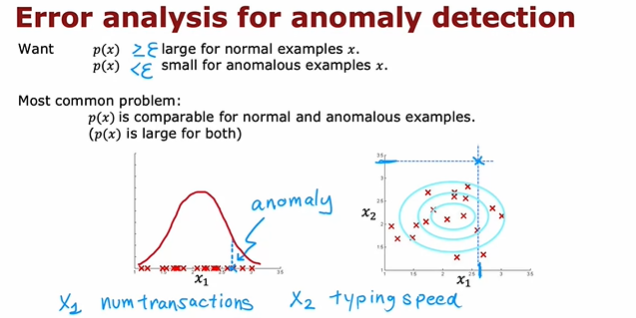 Error analysis for anomaly detection
Want p(x) ≥ε large for normal examples x.
p(x) <ε small for anomalous examples x.
Most common problem:
p(x) is comparable for normal and anomalous examples.
(p(x) is large for both)
anomaly
x₂
x₁
x₁
X₁ num transactions X₂ typing speed